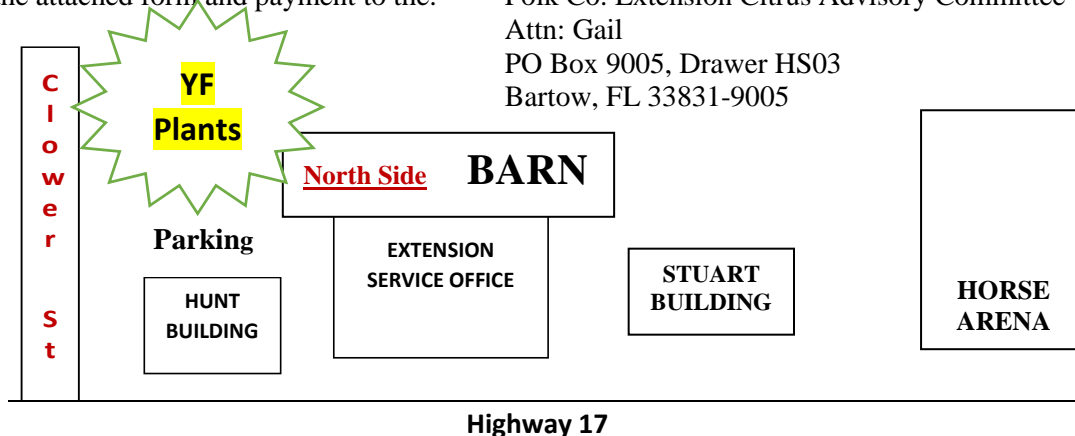 the attached form and payment to the:
Polk Co. Extension Citrus Advisory Committee
Attn: Gail
PO Box 9005, Drawer HS03
Bartow, FL 33831-9005
Clower St
YF
Plants
North Side BARN
Parking
EXTENSION
SERVICE OFFICE
HUNT
BUILDING
STUART
BUILDING
HORSE
ARENA
Highway 17